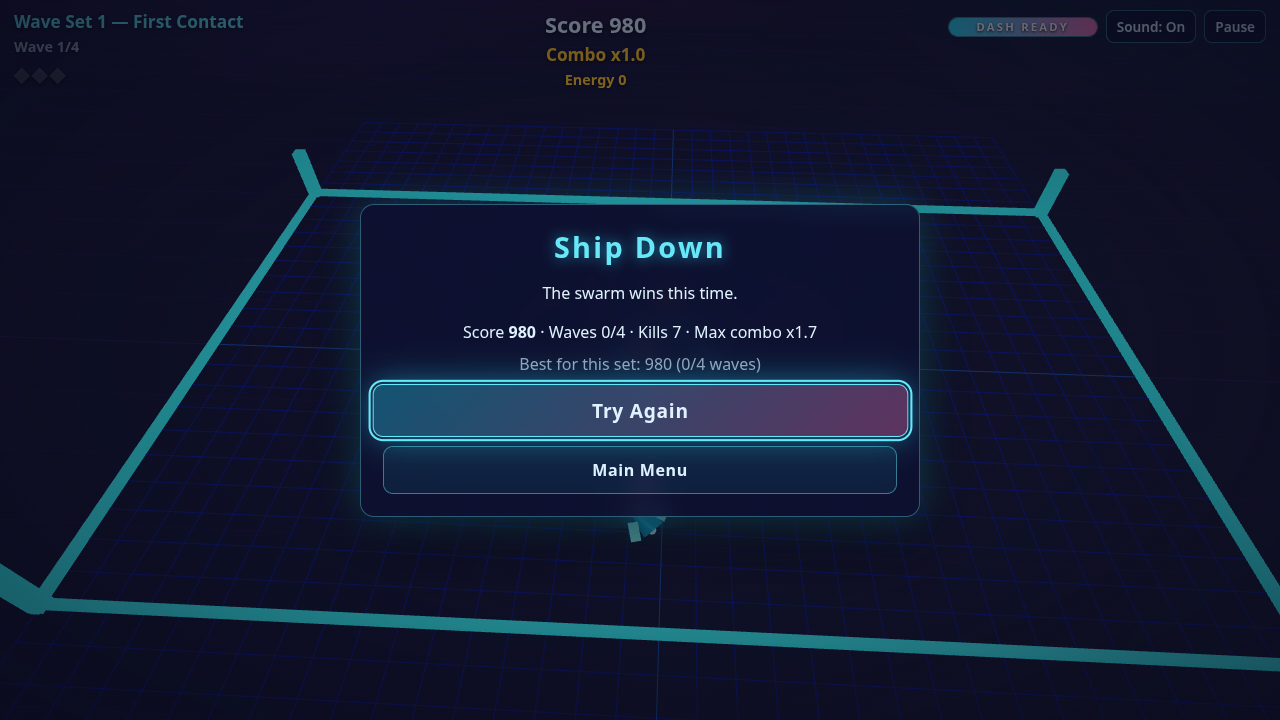 Wave Set 1 — First Contact
Wave 1/4
Score 980
Combo x1.0
Energy 0
DASH READY
Sound: On
Pause
Ship Down
The swarm wins this time.
Score 980 · Waves 0/4 · Kills 7 · Max combo x1.7
Best for this set: 980 (0/4 waves)
Try Again
Main Menu